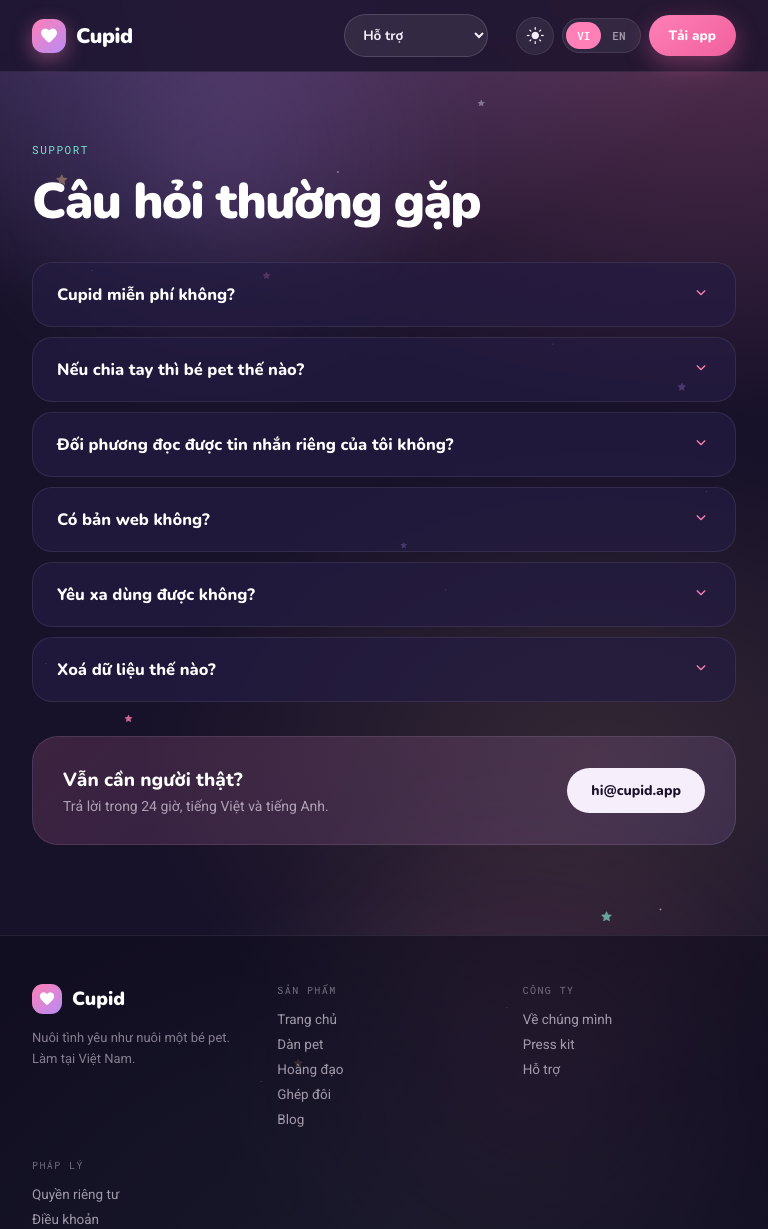 Cupid
Hỗ trợ
VI
EN
Tải app
SUPPORT
Câu hỏi thường gặp
Cupid miễn phí không?
Nếu chia tay thì bé pet thế nào?
Đối phương đọc được tin nhắn riêng của tôi không?
Có bản web không?
Yêu xa dùng được không?
Xoá dữ liệu thế nào?
Vẫn cần người thật?
Trả lời trong 24 giờ, tiếng Việt và tiếng Anh.
hi@cupid.app
Cupid
Nuôi tình yêu như nuôi một bé pet.
Làm tại Việt Nam.
SẢN PHẨM
Trang chủ
Dàn pet
Hoàng đạo
Ghép đôi
Blog
CÔNG TY
Về chúng mình
Press kit
Hỗ trợ
PHÁP LÝ
Quyền riêng tư
Điều khoản